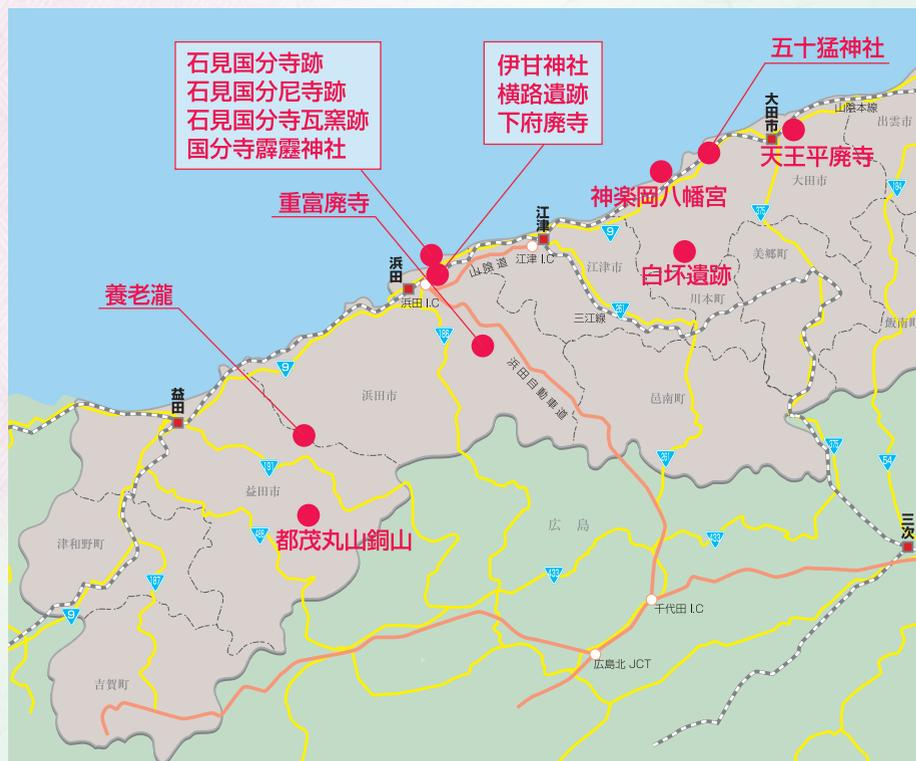 五十猛神社
石見国分寺跡
石見国分尼寺跡
石見国分寺瓦窯跡
国分寺霹靂神社
伊甘神社
横路遺跡
下府廃寺
大田市
山陰本線
出雲市
天王平廃寺
大田市
184
神楽岡八幡宮
375
重富廃寺
江津
9
美郷町
江津 I.C
山陰道
江津市
臼坏遺跡
浜田
川本町
浜田 I.C
養老瀧
261
三江線
飯南町
186
9
浜田自動車道
益田
浜田市
邑南町
375
261
54
191
益田市
488
都茂丸山銅山
広 島
三次
津和野町
433
433
187
千代田 I.C
9
広島北 JCT
吉賀町